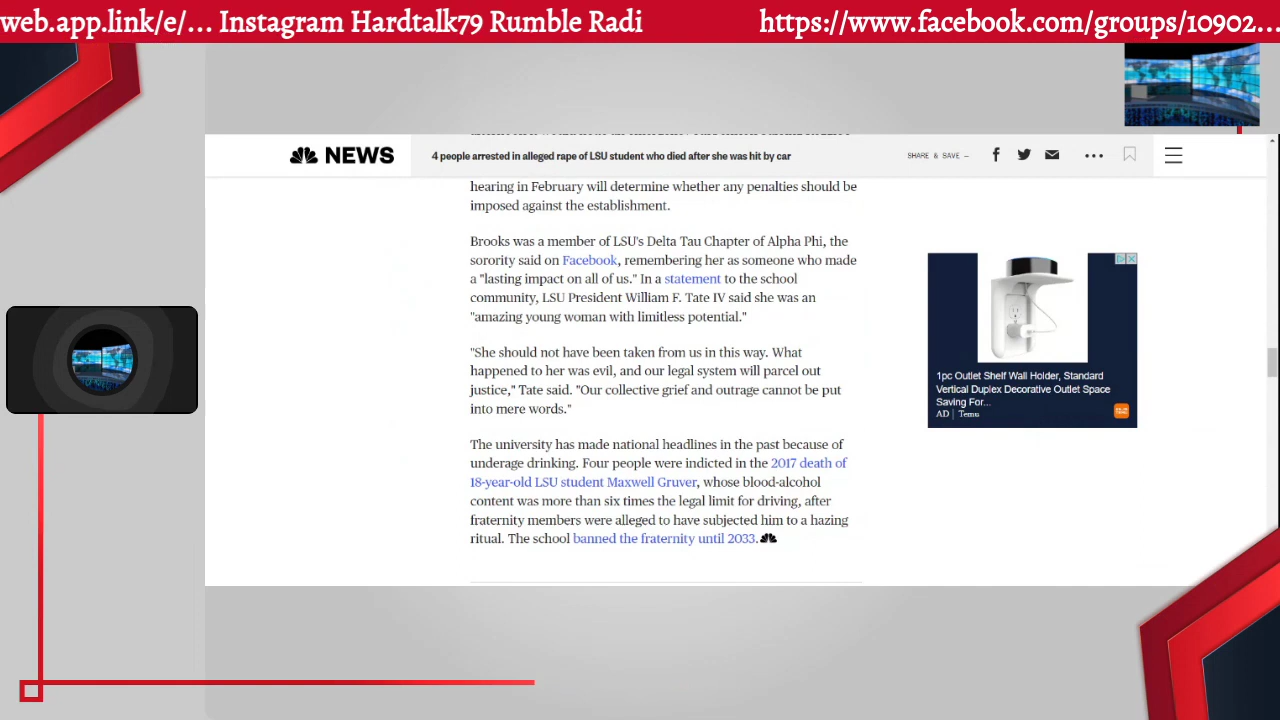 web.app.link/e/... Instagram Hardtalk79 Rumble Radi
https://www.facebook.com/groups/10902...
NEWS
4 people arrested in alleged rape of LSU student who died after she was hit by car
SHARE & SAVE —
hearing in February will determine whether any penalties should be
imposed against the establishment.
Brooks was a member of LSU's Delta Tau Chapter of Alpha Phi, the
sorority said on Facebook, remembering her as someone who made
a "lasting impact on all of us." In a statement to the school
community, LSU President William F. Tate IV said she was an
"amazing young woman with limitless potential."
"She should not have been taken from us in this way. What
happened to her was evil, and our legal system will parcel out
justice," Tate said. "Our collective grief and outrage cannot be put
into mere words."
The university has made national headlines in the past because of
underage drinking. Four people were indicted in the 2017 death of
18-year-old LSU student Maxwell Gruver, whose blood-alcohol
content was more than six times the legal limit for driving, after
fraternity members were alleged to have subjected him to a hazing
ritual. The school banned the fraternity until 2033.
1pc Outlet Shelf Wall Holder, Standard
Vertical Duplex Decorative Outlet Space
Saving For...
AD | Temu